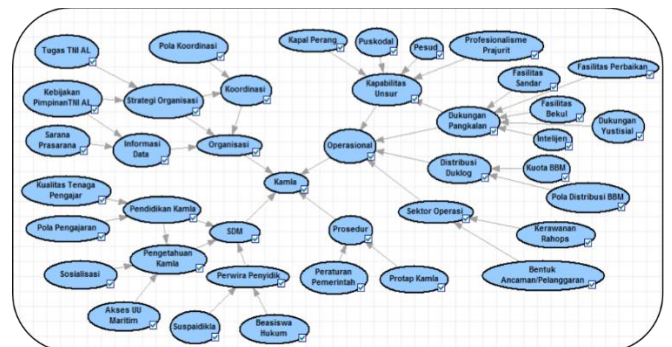 Tugas TNI AL
Pola Koordinasi
Kapal Perang
Puskodal
Pesud
Profesionalisme
Prajurit
Fasilitas Perbaikan
Fasilitas
Sandar
Kebijakan
PimpinanTNI AL
Strategi Organisasi
Koordinasi
Kapabilitas
Unsur
Fasilitas
Bekul
Dukungan
Pangkalan
Dukungan
Yustisial
Sarana
Prasarana
Informasi
Data
Organisasi
Operasional
Intelijen
Distribusi
Duklog
Kuota BBM
Kualitas Tenaga
Pengajar
Kamla
Pola Distribusi BBM
Pendidikan Kamla
Sektor Operasi
Pola Pengajaran
SDM
Prosedur
Kerawanan
Rahops
Pengetahuan
Kamla
Sosialisasi
Perwira Penyidik
Peraturan
Pemerintah
Protap Kamla
Bentuk
Ancaman/Pelanggaran
Akses UU
Maritim
Suspaidikla
Beasiswa
Hukum